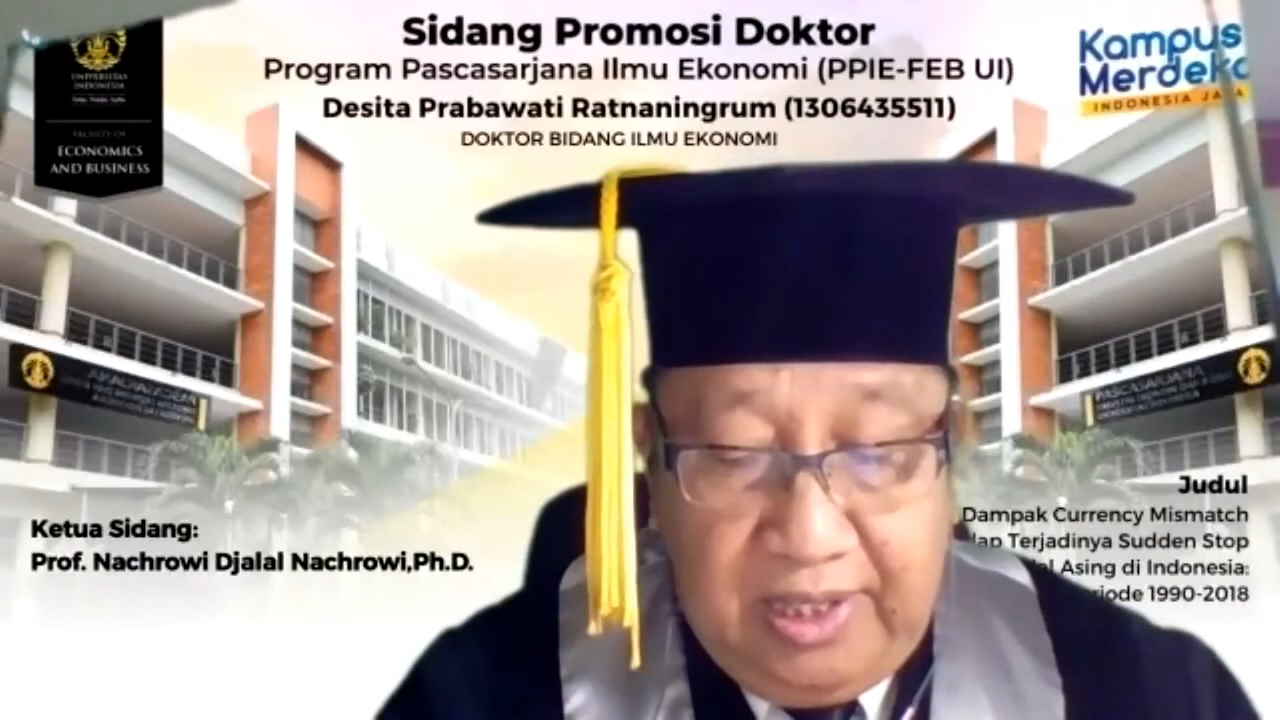 Sidang Promosi Doktor
Program Pascasarjana Ilmu Ekonomi (PPIE-FEB UI)
Desita Prabawati Ratnaningrum (1306435511)
DOKTOR BIDANG ILMU EKONOMI
UNIVERSITAS
INDONESIA
FACULTY OF
ECONOMICS
AND BUSINESS
Kampus
Merdeka
INDONESIA JAYA
PASCASARJANA
Ketua Sidang:
Prof. Nachrowi Djalal Nachrowi,Ph.D.
Judul
Dampak Currency Mismatch
Terjadinya Sudden Stop
Asing di Indonesia:
1990-2018